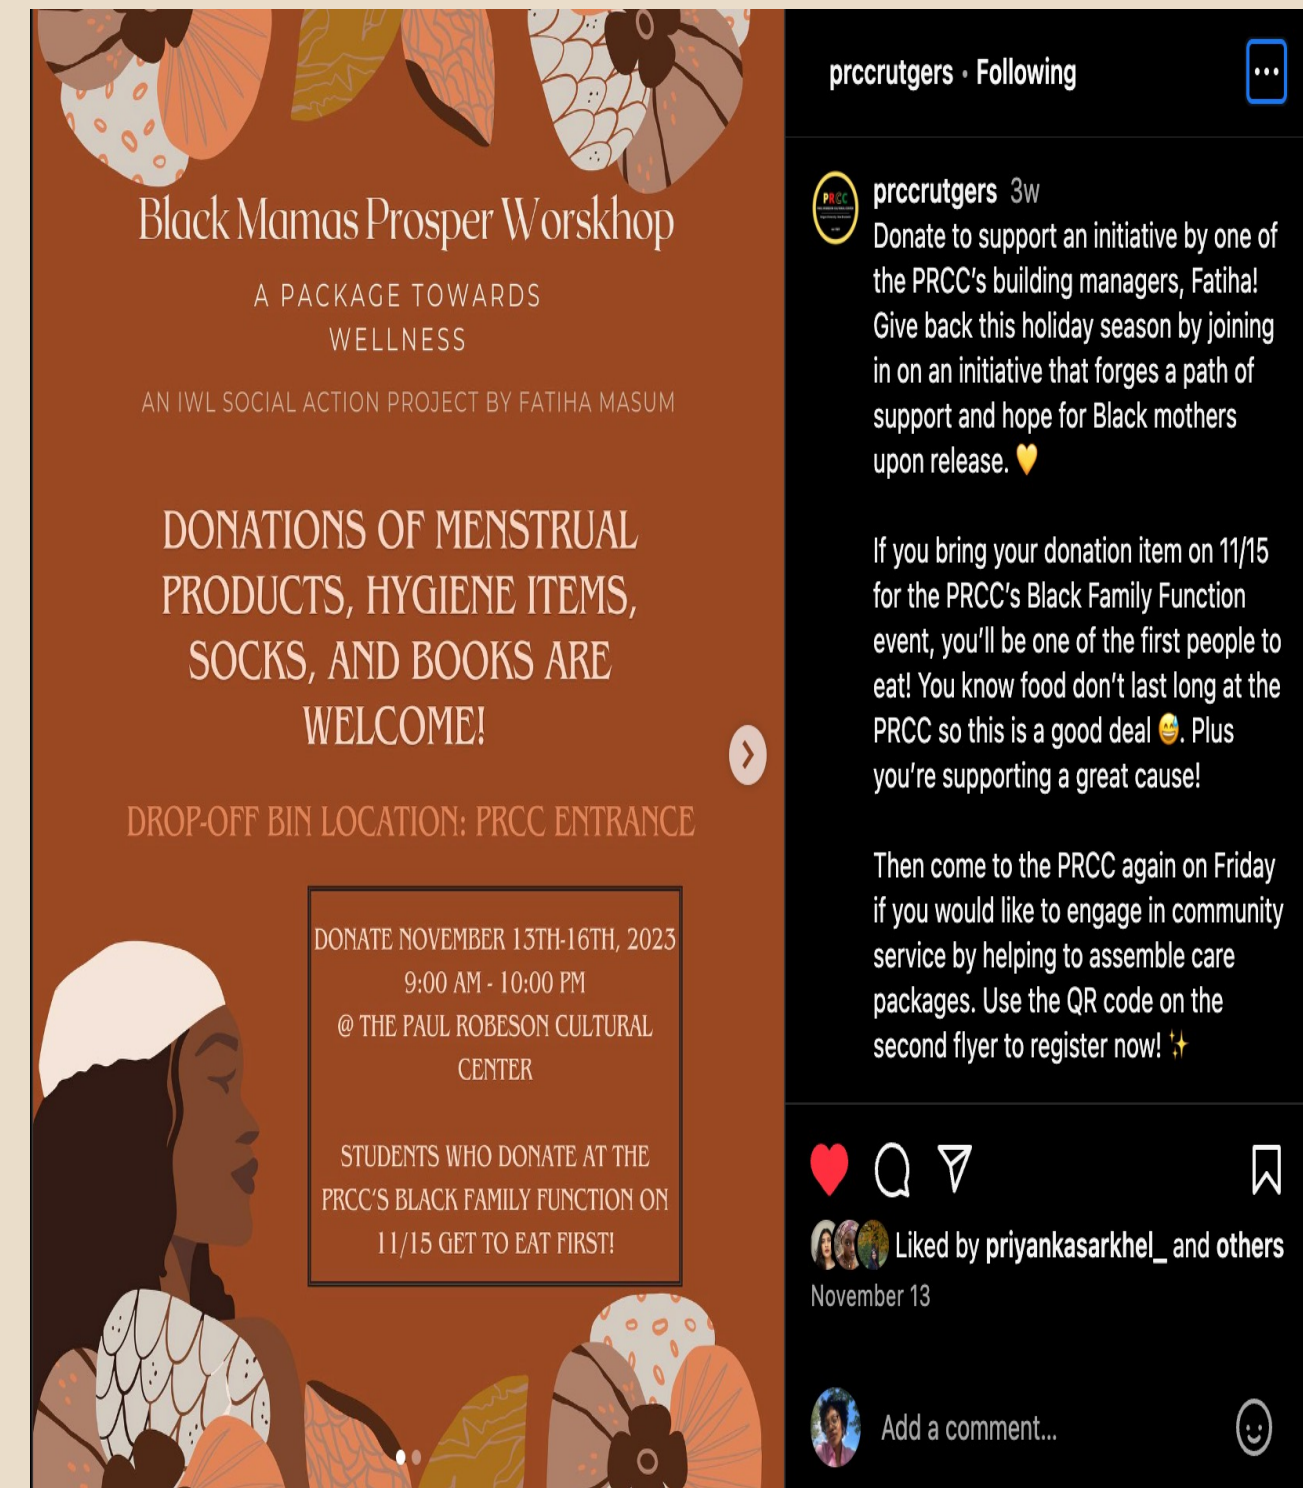 Black Mamas Prosper Worskhop
A PACKAGE TOWARDS
WELLNESS
AN IWL SOCIAL ACTION PROJECT BY FATIHA MASUM
DONATIONS OF MENSTRUAL
PRODUCTS, HYGIENE ITEMS,
SOCKS, AND BOOKS ARE
WELCOME!
DROP-OFF BIN LOCATION: PRCC ENTRANCE
DONATE NOVEMBER 13TH-16TH, 2023
9:00 AM - 10:00 PM
@ THE PAUL ROBESON CULTURAL
CENTER
STUDENTS WHO DONATE AT THE
PRCC'S BLACK FAMILY FUNCTION ON
11/15 GET TO EAT FIRST!
prccrutgers • Following
PRCC
prccrutgers 3w
Donate to support an initiative by one of
the PRCC's building managers, Fatiha!
Give back this holiday season by joining
in on an initiative that forges a path of
support and hope for Black mothers
upon release. 💛
If you bring your donation item on 11/15
for the PRCC's Black Family Function
event, you'll be one of the first people to
eat! You know food don't last long at the
PRCC so this is a good deal 😅. Plus
you're supporting a great cause!
Then come to the PRCC again on Friday
if you would like to engage in community
service by helping to assemble care
packages. Use the QR code on the
second flyer to register now! ✨
Liked by priyankasarkhel_ and others
November 13
Add a comment...